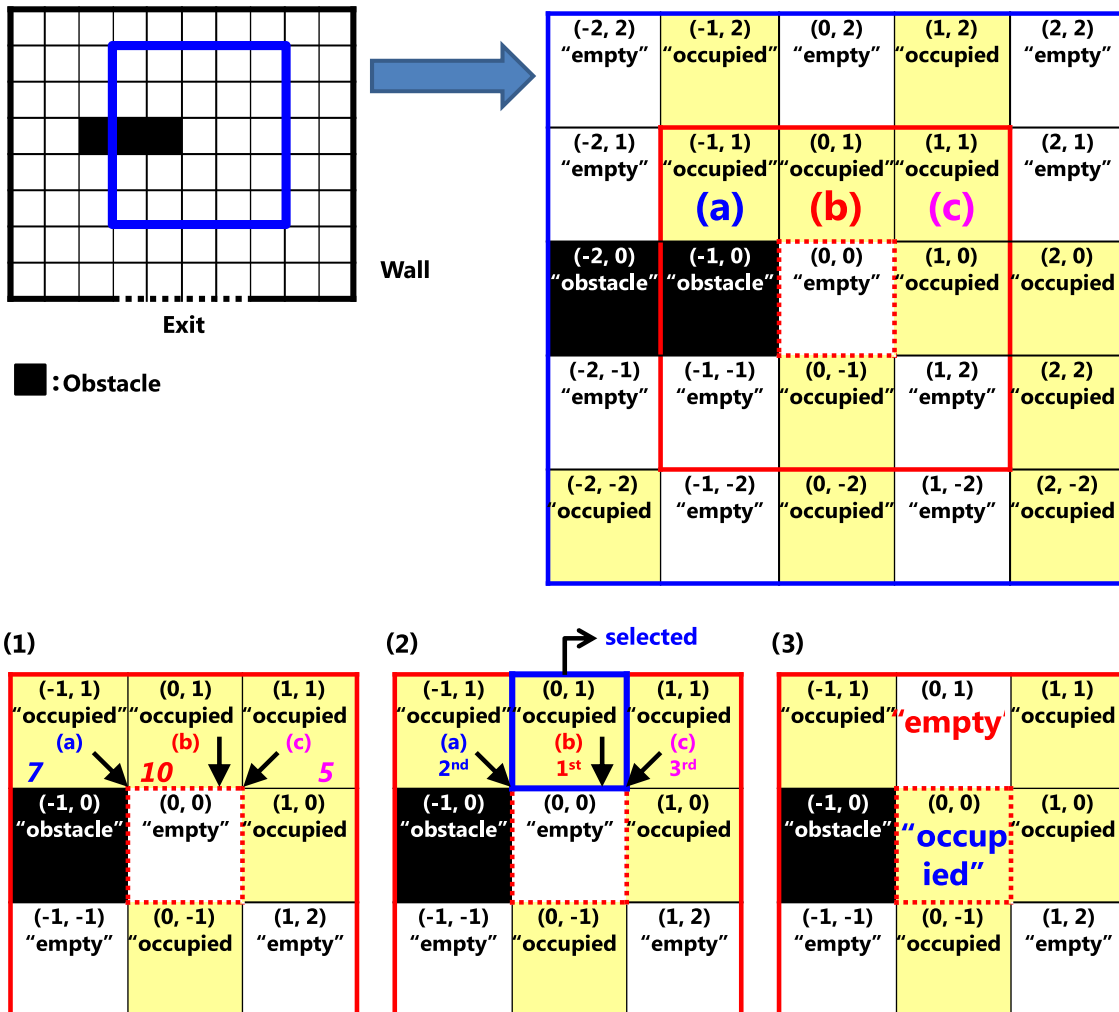 (-2, 2) (-1, 2) (0, 2) (1, 2) (2, 2)
“empty” “occupied” “empty” “occupied “empty”
(-2, 1) (-1, 1) (0, 1) (1, 1) (2, 1)
“empty” “occupied” “occupied” “occupied “empty”
(a) (b) (c)
(-2, 0) (-1, 0) (0, 0) (1, 0) (2, 0)
“obstacle” “obstacle” “empty” “occupied “occupied
(-2, -1) (-1, -1) (0, -1) (1, 2) (2, 2)
“empty” “empty” “occupied” “empty” “occupied
(-2, -2) (-1, -2) (0, -2) (1, -2) (2, -2)
“occupied “empty” “occupied” “empty” “occupied
Wall
Exit
:Obstacle
(1)
(-1, 1) (0, 1) (1, 1)
“occupied” “occupied “occupied
(a) (b) (c)
7 10 5
(-1, 0) (0, 0) (1, 0)
“obstacle” “empty” “occupied
(-1, -1) (0, -1) (1, 2)
“empty” “occupied “empty”
(2)
selected
(-1, 1) (0, 1) (1, 1)
“occupied” “occupied “occupied
(a) (b) (c)
2nd 1st 3rd
(-1, 0) (0, 0) (1, 0)
“obstacle” “empty” “occupied
(-1, -1) (0, -1) (1, 2)
“empty” “occupied “empty”
(3)
(-1, 1) (0, 1) (1, 1)
“occupied” “empty” “occupied
(-1, 0) (0, 0) (1, 0)
“obstacle” “occup “occupied
ied”
(-1, -1) (0, -1) (1, 2)
“empty” “occupied “empty”